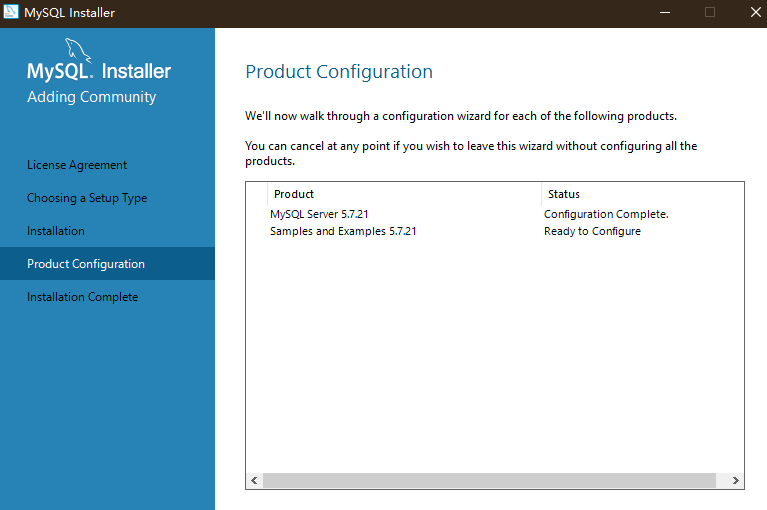 MySQL Installer
MySQL. Installer
Adding Community
License Agreement
Choosing a Setup Type
Installation
Product Configuration
Installation Complete
Product Configuration
We'll now walk through a configuration wizard for each of the following products.
You can cancel at any point if you wish to leave this wizard without configuring all the
products.
Product Status
MySQL Server 5.7.21 Configuration Complete.
Samples and Examples 5.7.21 Ready to Configure